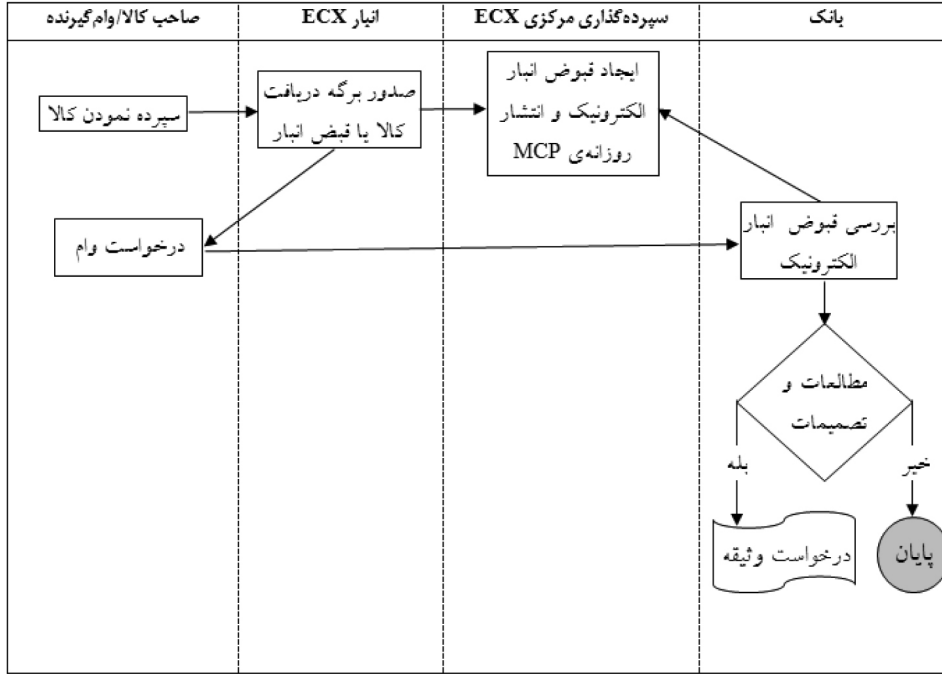 صاحب کالا/وام‌گیرنده
انبار ECX
سپرده‌گذاری مرکزی ECX
بانک
سپرده نمودن کالا
صدور برگه دریافت
کالا یا قبض انبار
ایجاد قبوض انبار
الکترونیک و انتشار
روزانه‌ی MCP
درخواست وام
بررسی قبوض انبار
الکترونیک
مطالعات و
تصمیمات
بله
خیر
درخواست وثیقه
پایان